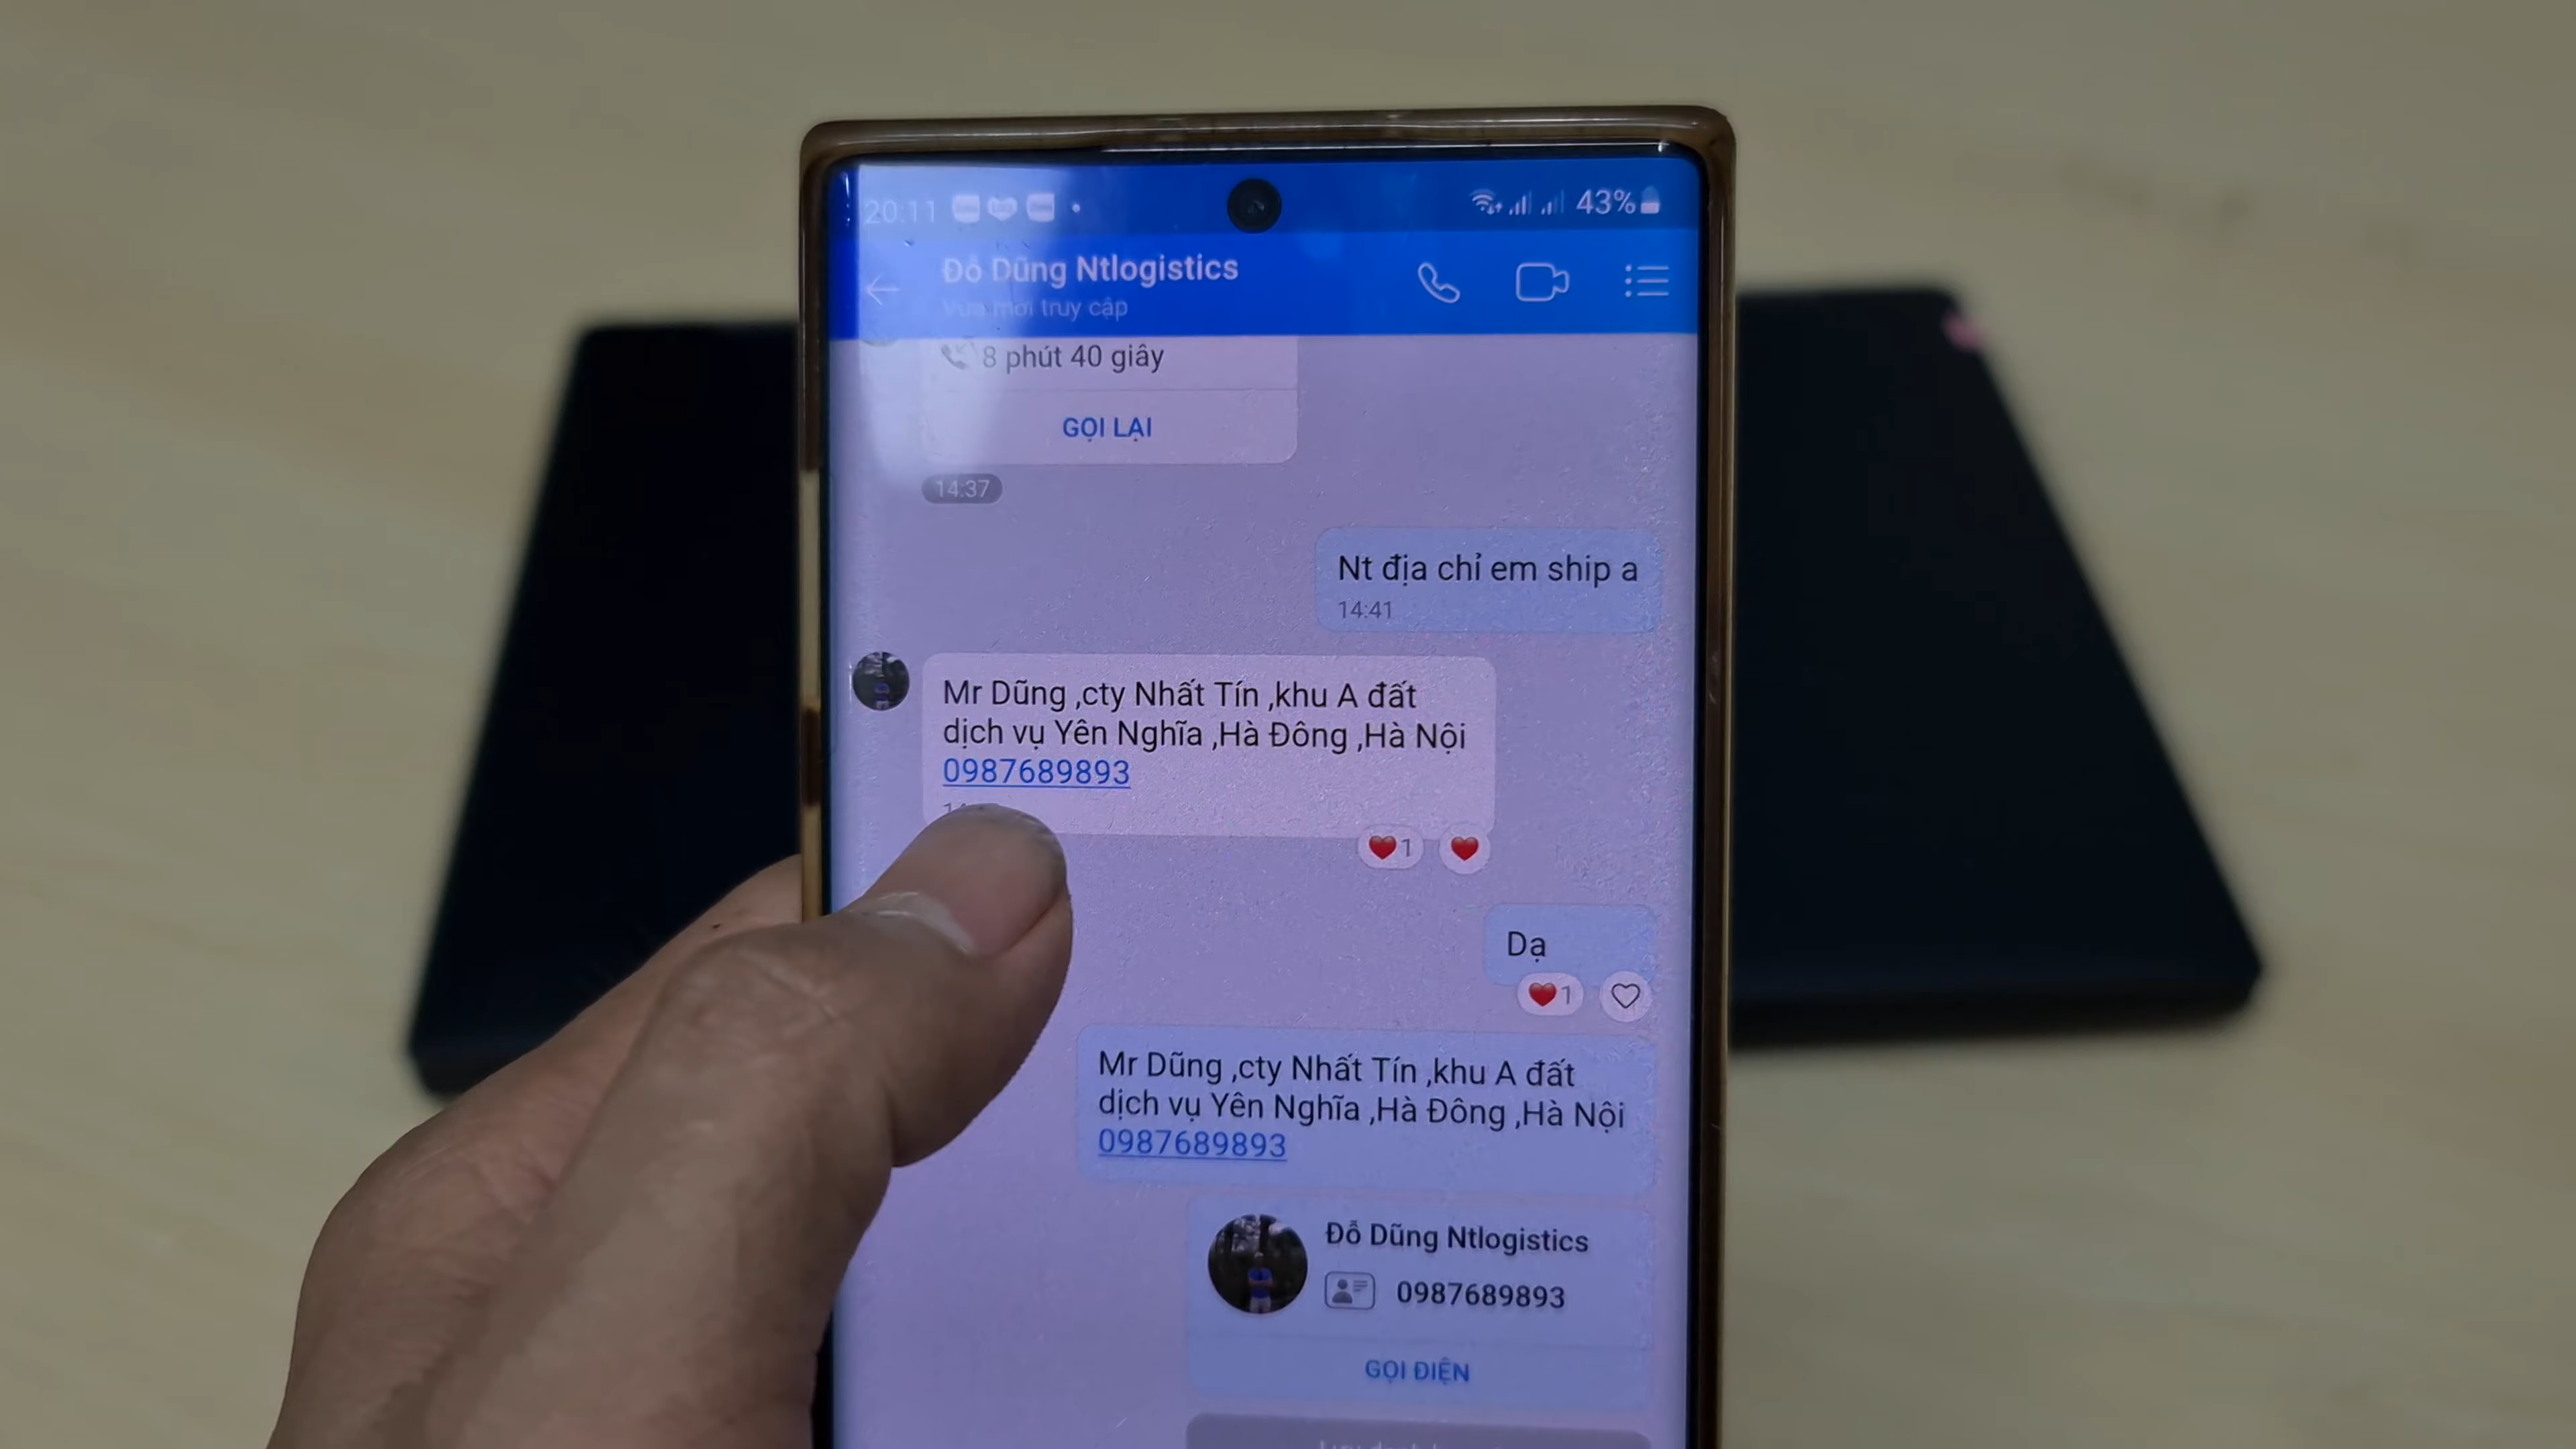 20:11
43%
Đỗ Dũng Ntlogistics
Vừa mới truy cập
8 phút 40 giây
GỌI LẠI
14:37
Nt địa chỉ em ship a
14:41
Mr Dũng ,cty Nhất Tín ,khu A đất
dịch vụ Yên Nghĩa ,Hà Đông ,Hà Nội
0987689893
1
Dạ
1
Mr Dũng ,cty Nhất Tín ,khu A đất
dịch vụ Yên Nghĩa ,Hà Đông ,Hà Nội
0987689893
Đỗ Dũng Ntlogistics
0987689893
GỌI ĐIỆN